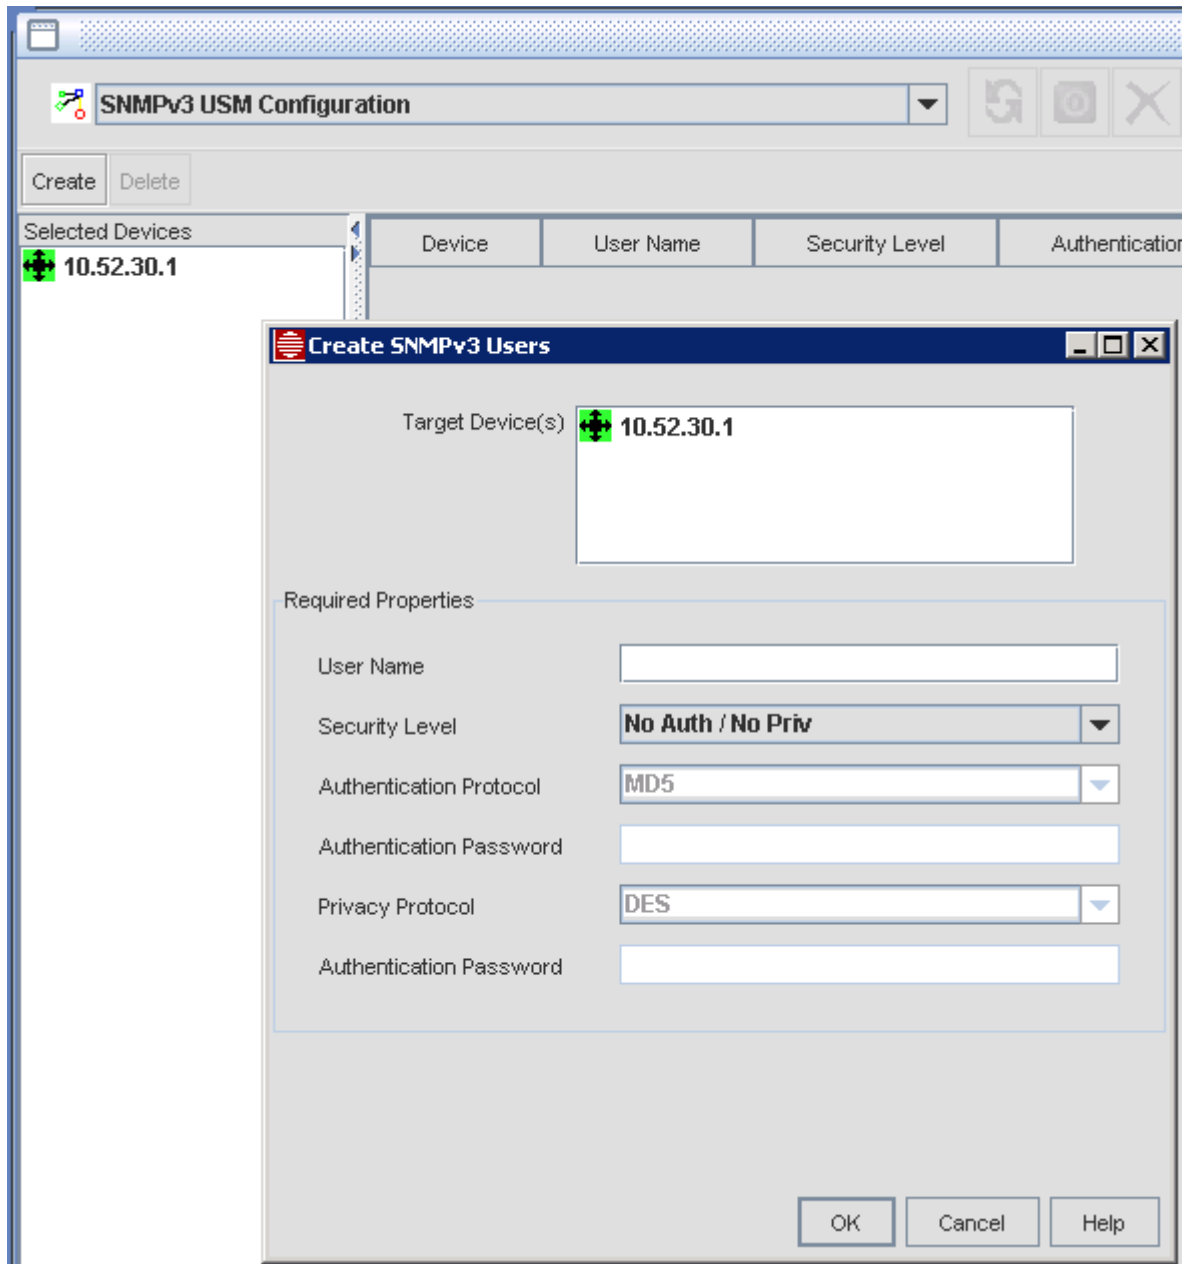 SNMPv3 USM Configuration
Create Delete
Selected Devices
10.52.30.1
Device User Name Security Level Authentication
Create SNMPv3 Users
Target Device(s) 10.52.30.1
Required Properties
User Name
Security Level No Auth / No Priv
Authentication Protocol MD5
Authentication Password
Privacy Protocol DES
Authentication Password
OK Cancel Help